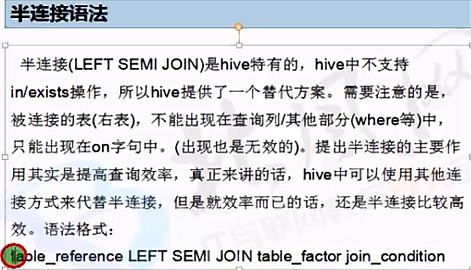 半连接语法
半连接(LEFT SEMI JOIN)是hive特有的，hive中不支持
in/exists操作，所以hive提供了一个替代方案。需要注意的是，
被连接的表(右表)，不能出现在查询列/其他部分(where等)中，
只能出现在on字句中。(出现也是无效的)。提出半连接的主要作
用其实是提高查询效率，真正来讲的话，hive中可以使用其他连
接方式来代替半连接，但是就效率而已的话，还是半连接比较高
效。语法格式：
table_reference LEFT SEMI JOIN table_factor join_condition